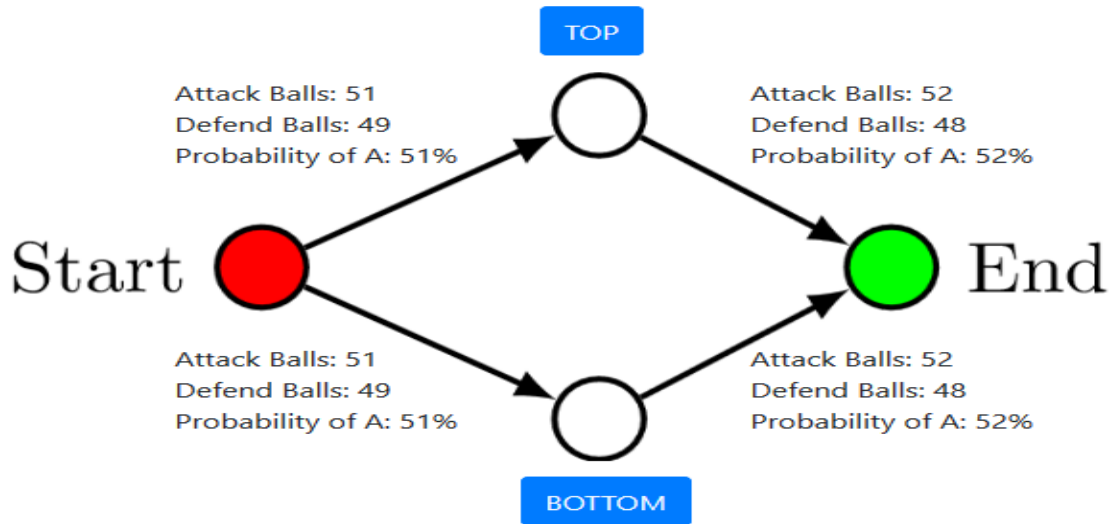 TOP
Attack Balls: 51
Defend Balls: 49
Probability of A: 51%
Attack Balls: 52
Defend Balls: 48
Probability of A: 52%
Start
End
Attack Balls: 51
Defend Balls: 49
Probability of A: 51%
Attack Balls: 52
Defend Balls: 48
Probability of A: 52%
BOTTOM